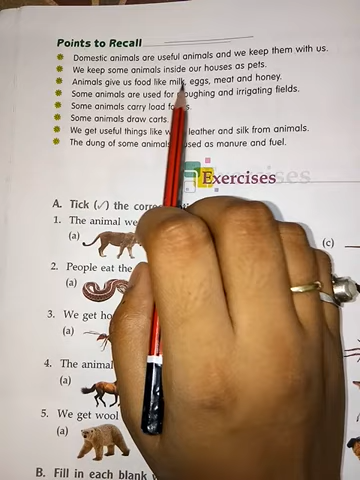 Points to Recall
Domestic animals are useful animals and we keep them with us.
We keep some animals inside our houses as pets.
Animals give us food like milk, eggs, meat and honey.
Some animals are used for ploughing and irrigating fields.
Some animals carry load
Some animals draw carts.
We get useful things like leather and silk from animals.
The dung of some animals used as manure and fuel.
Exercises
A. Tick (✓) the
1. The animal we
(a)
(c)
2. People eat the
(a)
3. We get
(a)
4. The animal
(a)
5. We get wool
(a)
B. Fill in each blank